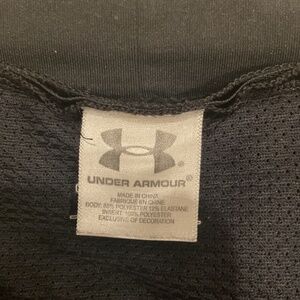 UNDER ARMOUR®
MADE IN CHINA
FABRIQUE EN CHINE
BODY: 88% POLYESTER 12% ELASTANE
INSERT: 100% POLYESTER
EXCLUSIVE OF DECORATION